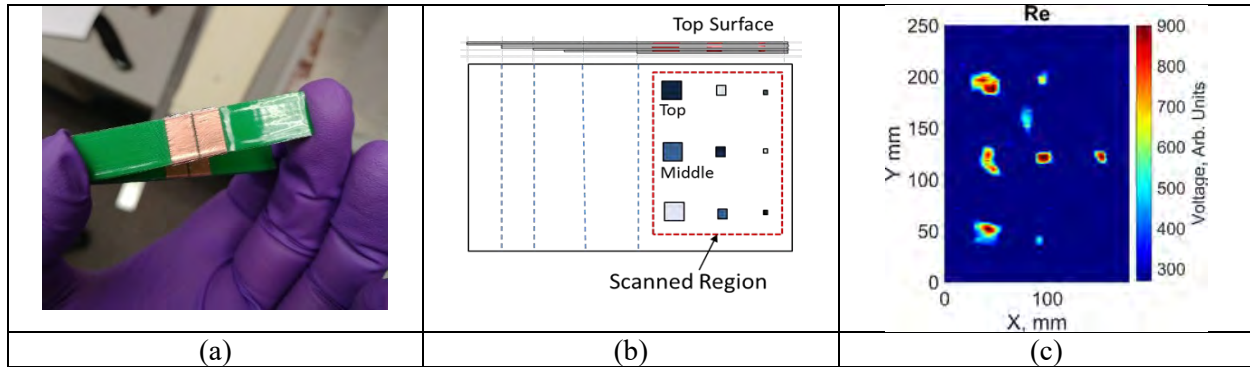 Top Surface
Top
Middle
Scanned Region
Re
250
200
150
100
50
0
0
100
X, mm
Y mm
900
800
700
600
500
400
300
Voltage, Arb. Units
(a)
(b)
(c)